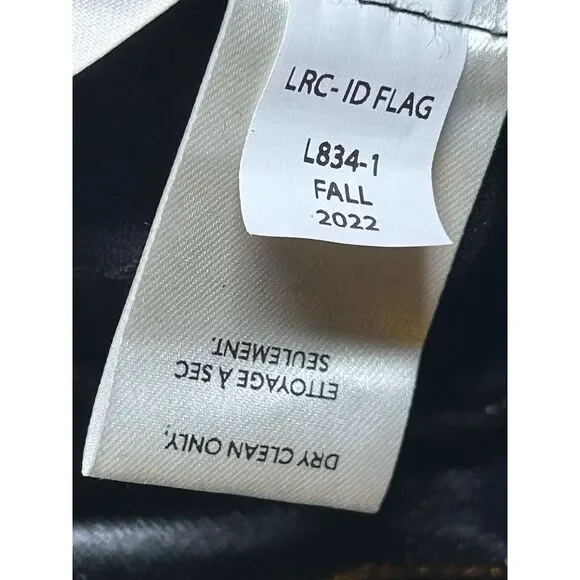 LRC-ID FLAG
L834-1
FALL
2022
DRY CLEAN ONLY.
ETTOYAGE À SEC
SEULEMENT.